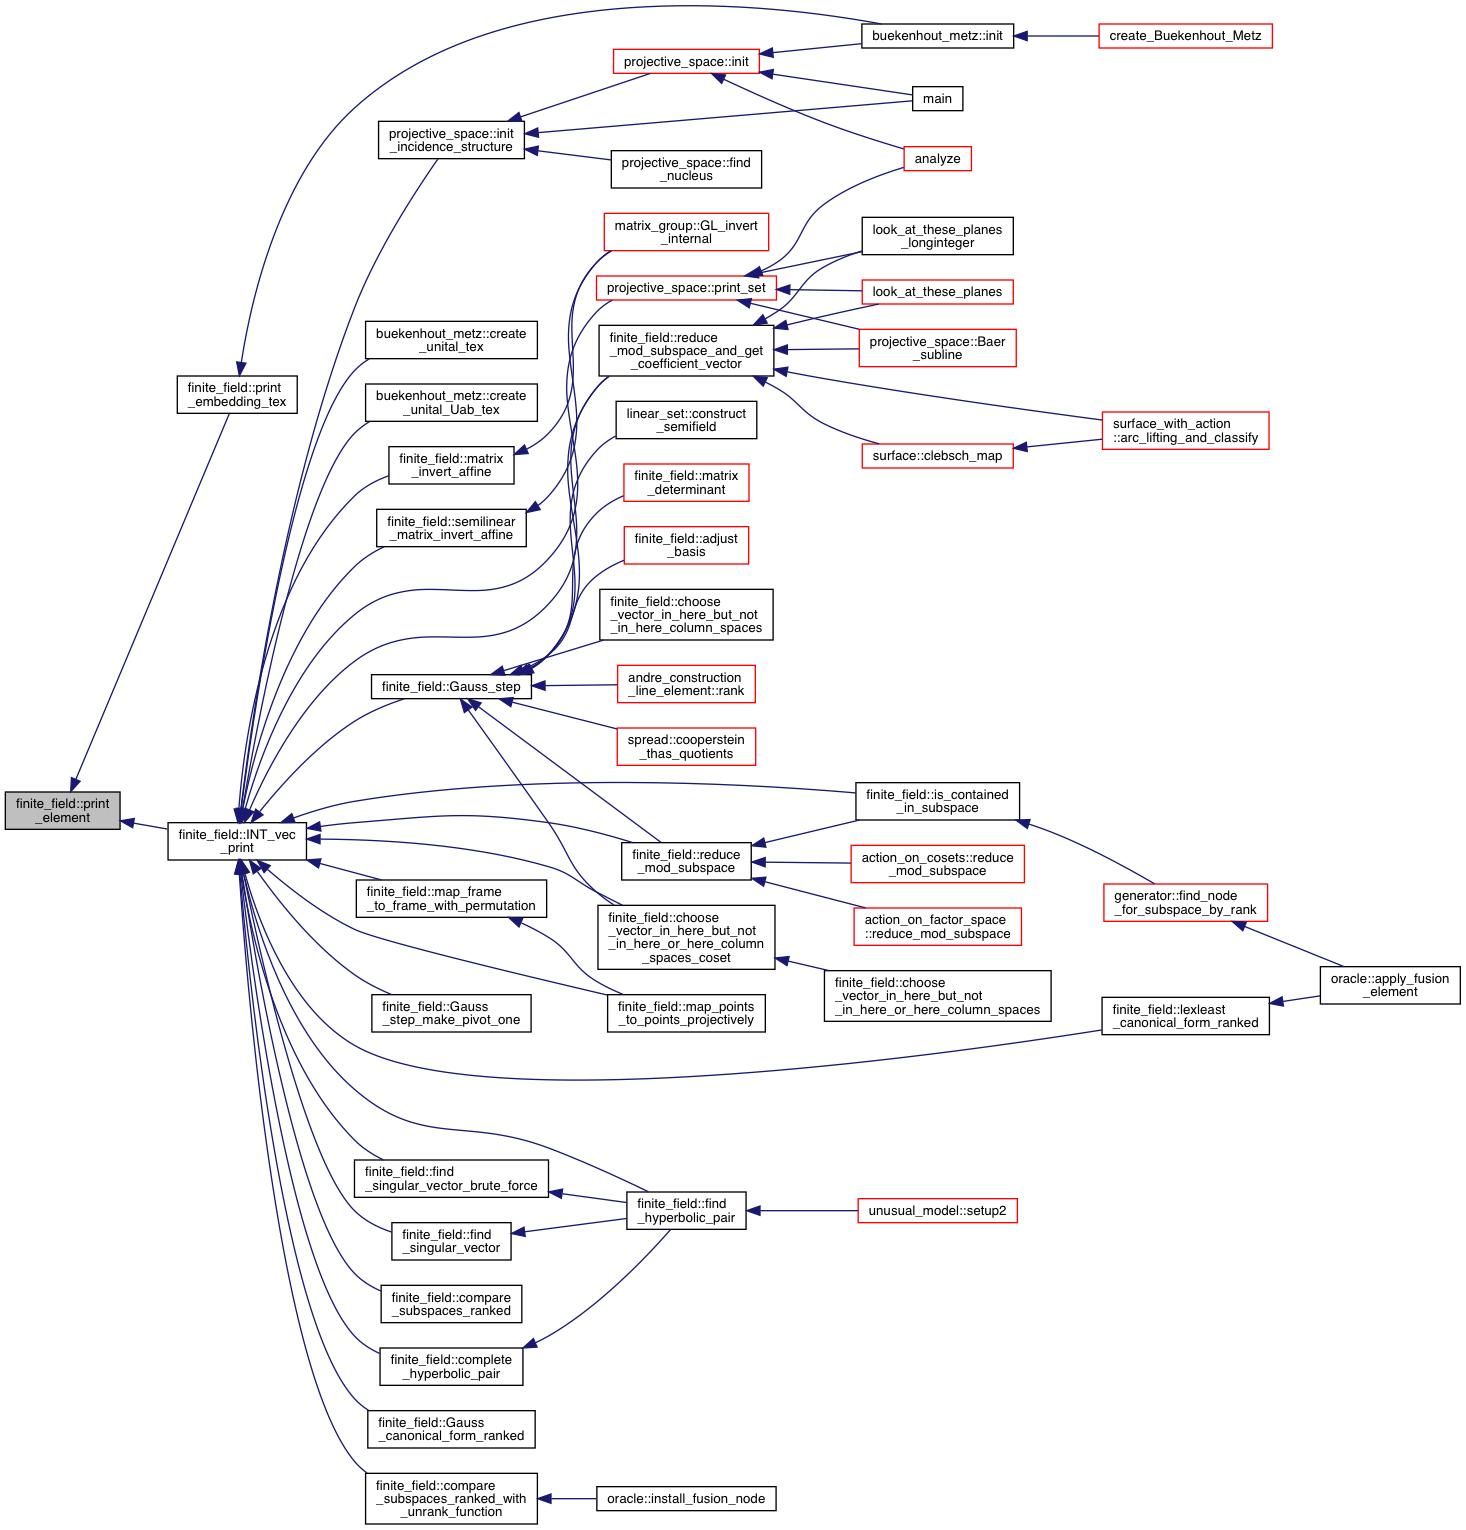 buekenhout_metz::init
create_Buekenhout_Metz
projective_space::init
main
projective_space::init
_incidence_structure
projective_space::find
_nucleus
analyze
matrix_group::GL_invert
_internal
look_at_these_planes
_longinteger
projective_space::print_set
look_at_these_planes
buekenhout_metz::create
_unital_tex
finite_field::reduce
_mod_subspace_and_get
_coefficient_vector
projective_space::Baer
_subline
finite_field::print
_embedding_tex
buekenhout_metz::create
_unital_Uab_tex
linear_set::construct
_semifield
surface_with_action
::arc_lifting_and_classify
surface::clebsch_map
finite_field::matrix
_invert_affine
finite_field::matrix
_determinant
finite_field::semilinear
_matrix_invert_affine
finite_field::adjust
_basis
finite_field::choose
_vector_in_here_but_not
_in_here_column_spaces
finite_field::Gauss_step
andre_construction
_line_element::rank
spread::cooperstein
_thas_quotients
finite_field::print
_element
finite_field::INT_vec
_print
finite_field::is_contained
_in_subspace
finite_field::reduce
_mod_subspace
action_on_cosets::reduce
_mod_subspace
finite_field::map_frame
_to_frame_with_permutation
generator::find_node
_for_subspace_by_rank
finite_field::choose
_vector_in_here_but_not
_in_here_or_here_column
_spaces_coset
action_on_factor_space
::reduce_mod_subspace
finite_field::choose
_vector_in_here_but_not
_in_here_or_here_column_spaces
oracle::apply_fusion
_element
finite_field::Gauss
_step_make_pivot_one
finite_field::map_points
_to_points_projectively
finite_field::lexleast
_canonical_form_ranked
finite_field::find
_singular_vector_brute_force
finite_field::find
_hyperbolic_pair
unusual_model::setup2
finite_field::find
_singular_vector
finite_field::compare
_subspaces_ranked
finite_field::complete
_hyperbolic_pair
finite_field::Gauss
_canonical_form_ranked
finite_field::compare
_subspaces_ranked_with
_unrank_function
oracle::install_fusion_node